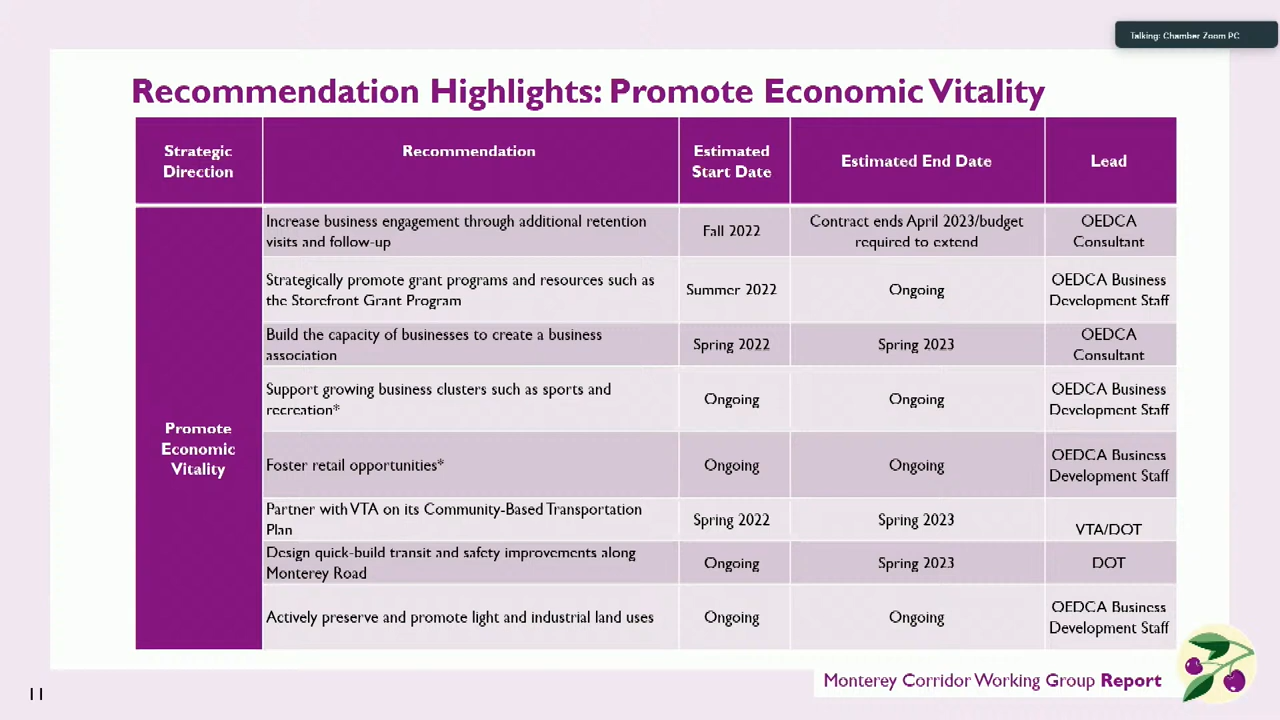 Talking: Chamber Zoom PC
Recommendation Highlights: Promote Economic Vitality
Strategic
Direction
Recommendation
Estimated
Start Date
Estimated End Date
Lead
Promote
Economic
Vitality
Increase business engagement through additional retention
visits and follow-up
Fall 2022
Contract ends April 2023/budget
required to extend
OEDCA
Consultant
Strategically promote grant programs and resources such as
the Storefront Grant Program
Summer 2022
Ongoing
OEDCA Business
Development Staff
Build the capacity of businesses to create a business
association
Spring 2022
Spring 2023
OEDCA
Consultant
Support growing business clusters such as sports and
recreation*
Ongoing
Ongoing
OEDCA Business
Development Staff
Foster retail opportunities*
Ongoing
Ongoing
OEDCA Business
Development Staff
Partner with VTA on its Community-Based Transportation
Plan
Spring 2022
Spring 2023
VTA/DOT
Design quick-build transit and safety improvements along
Monterey Road
Ongoing
Spring 2023
DOT
Actively preserve and promote light and industrial land uses
Ongoing
Ongoing
OEDCA Business
Development Staff
Monterey Corridor Working Group Report
11